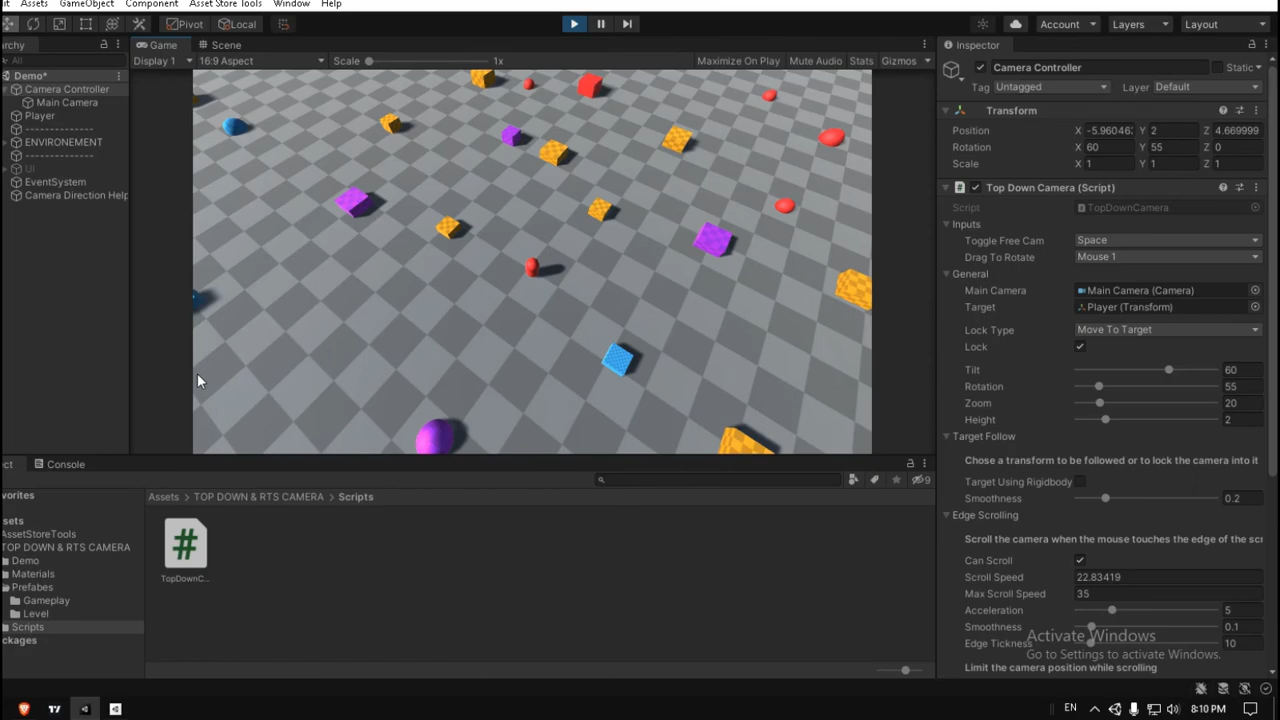 it Assets GameObject Component Asset Store Tools Window Help
Pivot Local Account Layers Layout
archy Game Scene Inspector
All Display 1 16:9 Aspect Scale 1x Maximize On Play Mute Audio Stats Gizmos Camera Controller Static
Demo*
Camera Controller Tag Untagged Layer Default
Main Camera
Player Transform
--------------
Position X -5.96046 Y 2 Z 4.669999
ENVIRONEMENT Rotation X 60 Y 55 Z 0
--------------
Scale X 1 Y 1 Z 1
UI
EventSystem Top Down Camera (Script)
Camera Direction Help
Script TopDownCamera
Inputs
Toggle Free Cam Space
Drag To Rotate Mouse 1
General
Main Camera Main Camera (Camera)
Target Player (Transform)
Lock Type Move To Target
Lock
Tilt 60
Rotation 55
Zoom 20
Height 2
Target Follow
Chose a transform to be followed or to lock the camera into it
Target Using Rigidbody
Smoothness 0.2
Edge Scrolling
Scroll the camera when the mouse touches the edge of the scr
Can Scroll
Scroll Speed 22.83419
Max Scroll Speed 35
Acceleration 5
Smoothness 0.1
Edge Tickness 10
Limit the camera position while scrolling
Activate Windows
Go to Settings to activate Windows.
ect Console
9
avorites Assets TOP DOWN & RTS CAMERA Scripts
ssets
AssetStoreTools
TOP DOWN & RTS CAMERA
Demo
Materials
Prefabes
Gameplay
Level
Scripts
ackages
#
TopDownC...
EN 8:10 PM